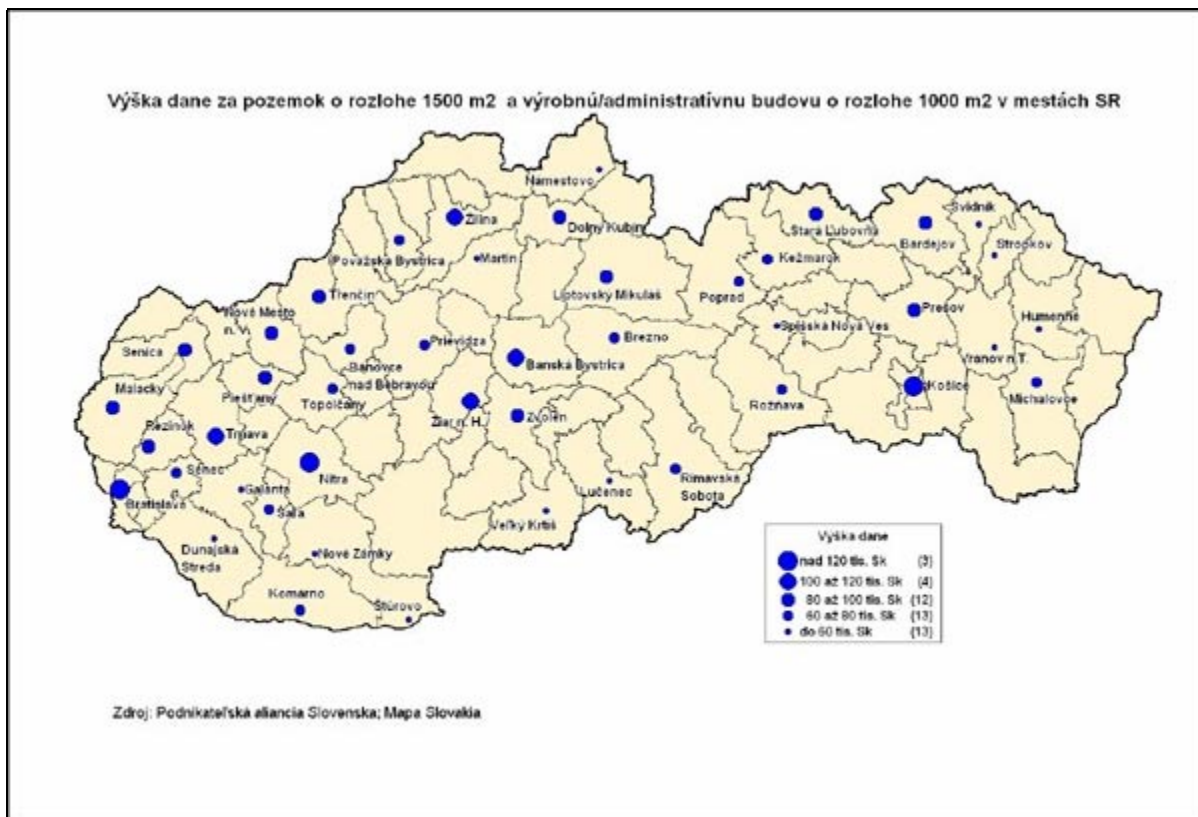 Výška dane za pozemok o rozlohe 1500 m2 a výrobnú/administratívnu budovu o rozlohe 1000 m2 v mestách SR
Namestovo
Svidník
Žilina
Dolný Kubín
Stará Ľubovňa
Bardejov
Stropkov
Považská Bystrica
Martin
Kežmarok
Trenčín
Liptovský Mikuláš
Poprad
Prešov
Nové Mesto
n. V.
Humenné
Senica
Prievidza
Brezno
Spišská Nová Ves
Vranov n.T.
Bánovce
nad Bebravou
Banská Bystrica
Malacky
Piešťany
Topoľčany
Rožňava
Košice
Michalovce
Pezinok
Trnava
Žiar n. H.
Zvolen
Senec
Nitra
Rimavská
Sobota
Bratislava
Galanta
Lučenec
Šaľa
Veľký Krtíš
Dunajská
Streda
Nové Zámky
Komarno
Štúrovo
Výška dane
nad 120 tis. Sk (3)
100 až 120 tis. Sk (4)
80 až 100 tis. Sk (12)
60 až 80 tis. Sk (13)
do 60 tis. Sk (13)
Zdroj: Podnikateľská aliancia Slovenska; Mapa Slovakia